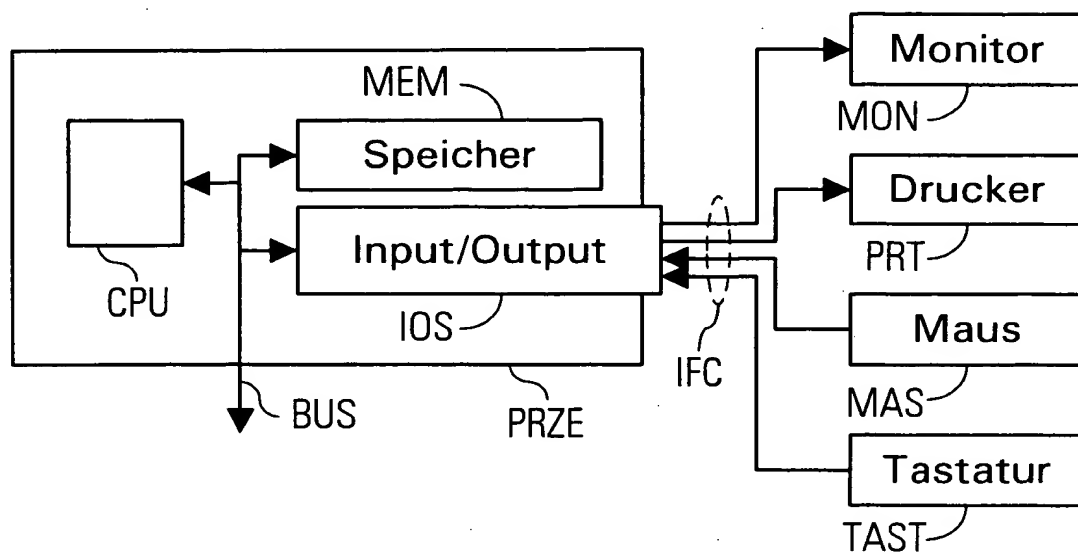 Monitor
MEM
MON
Speicher
Drucker
Input/Output
PRT
CPU
IOS
Maus
IFC
BUS
PRZE
MAS
Tastatur
TAST